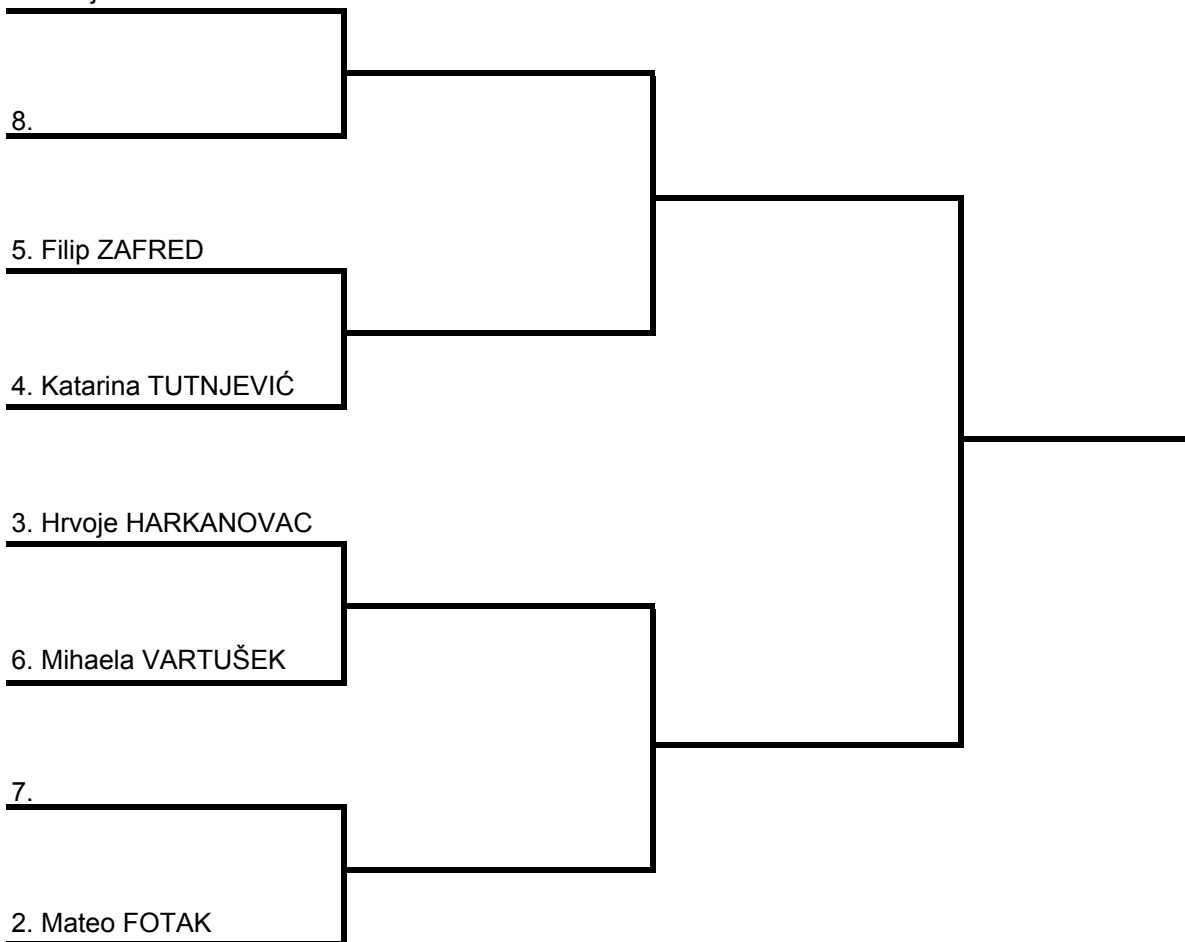 8.
5. Filip ZAFRED
4. Katarina TUTNJEVIĆ
3. Hrvoje HARKANOVAC
6. Mihaela VARTUŠEK
7.
2. Mateo FOTAK